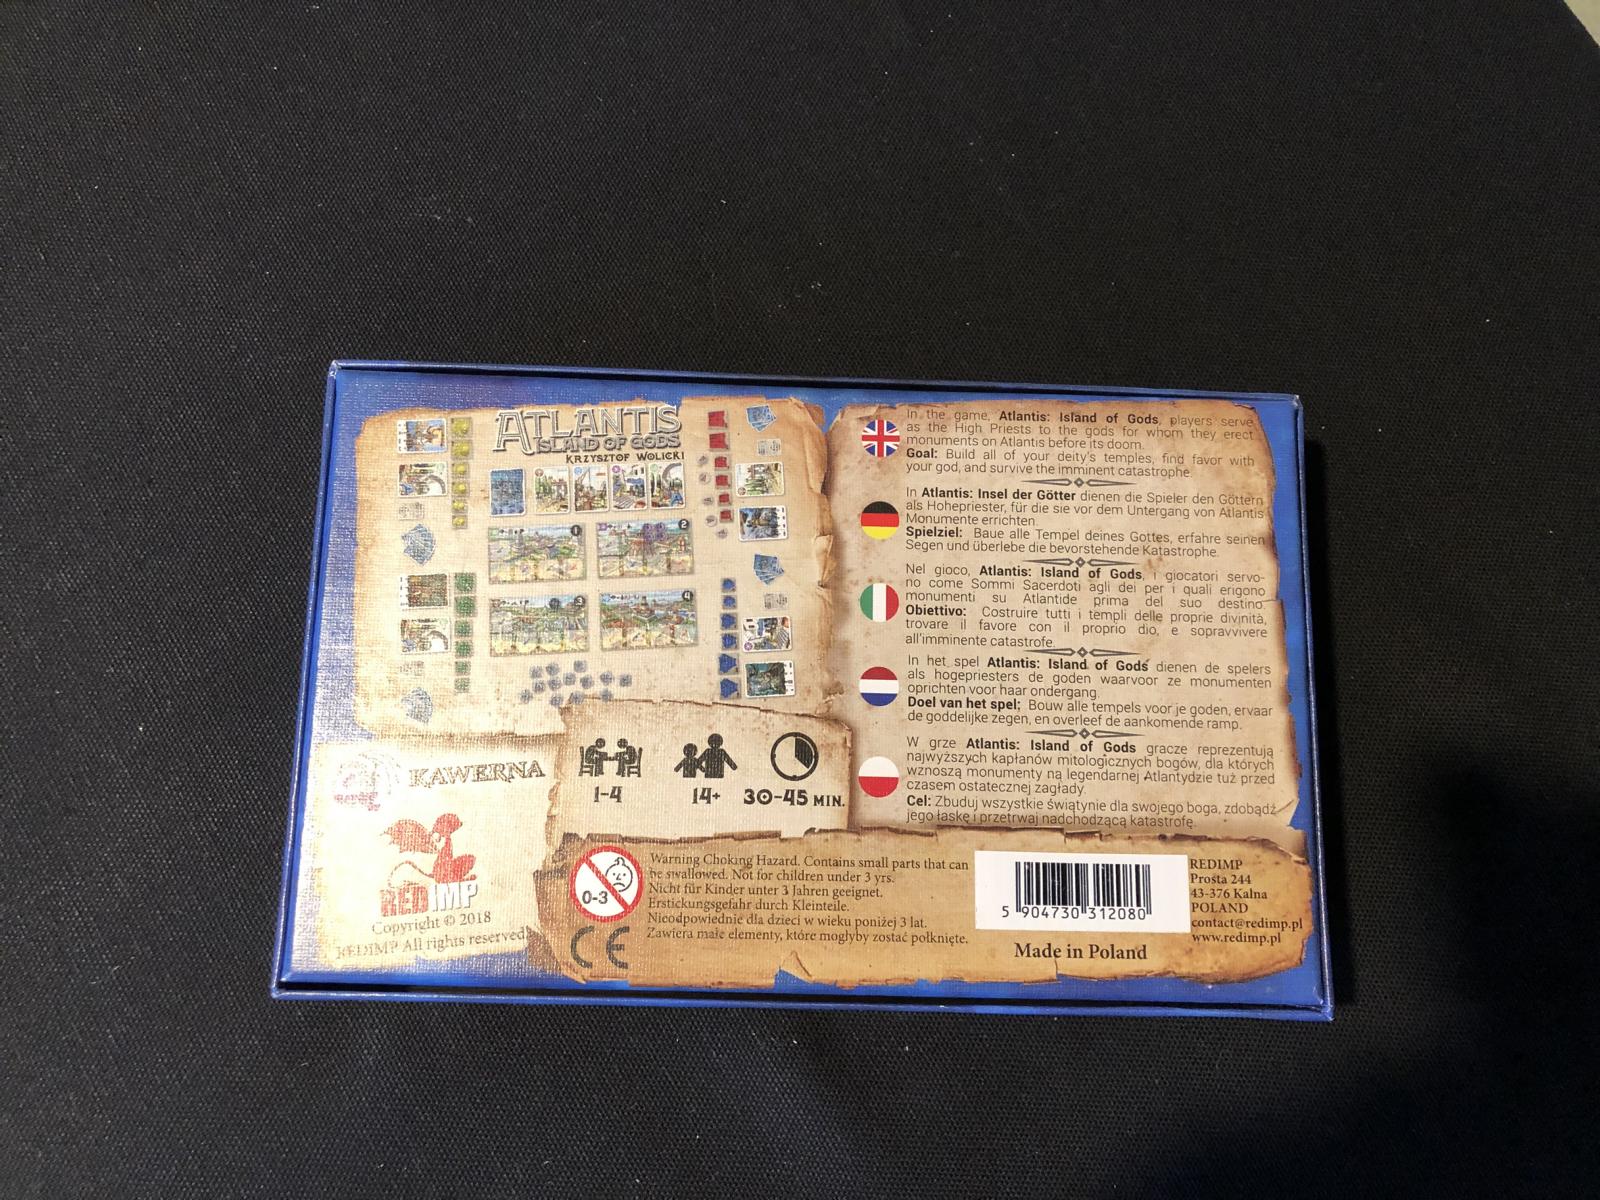 ATLANTIS
ISLAND OF GODS
KRZYSZTOF WOLICKI
1
2
3
4
KAWERNA
REDIMP
Copyright © 2018
REDIMP All rights reserved
1-4
14+
30-45 MIN.
In the game, Atlantis: Island of Gods, players serve
as the High Priests to the gods for whom they erect
monuments on Atlantis before its doom.
Goal: Build all of your deity's temples, find favor with
your god, and survive the imminent catastrophe.
In Atlantis: Insel der Götter dienen die Spieler den Göttern
als Hohepriester, für die sie vor dem Untergang von Atlantis
Monumente errichten.
Spielziel: Baue alle Tempel deines Gottes, erfahre seinen
Segen und überlebe die bevorstehende Katastrophe.
Nel gioco, Atlantis: Island of Gods, i giocatori servo-
no come Sommi Sacerdoti agli dei per i quali erigono
monumenti su Atlantide prima del suo destino.
Obiettivo: Costruire tutti i templi delle proprie divinità,
trovare il favore con il proprio dio, e sopravvivere
all'imminente catastrofe.
In het spel Atlantis: Island of Gods dienen de spelers
als hogepriesters de goden waarvoor ze monumenten
oprichten voor haar ondergang.
Doel van het spel: Bouw alle tempels voor je goden, ervaar
de goddelijke zegen, en overleef de aankomende ramp.
W grze Atlantis: Island of Gods gracze reprezentują
najwyższych kapłanów mitologicznych bogów, dla których
wznoszą monumenty na legendarnej Atlantydzie tuż przed
czasem ostatecznej zagłady.
Cel: Zbuduj wszystkie świątynie dla swojego boga, zdobądź
jego łaskę i przetrwaj nadchodzącą katastrofę.
0-3
CE
Warning Choking Hazard. Contains small parts that can
be swallowed. Not for children under 3 yrs.
Nicht für Kinder unter 3 Jahren geeignet.
Erstickungsgefahr durch Kleinteile.
Nieodpowiednie dla dzieci w wieku poniżej 3 lat.
Zawiera małe elementy, które mogłyby zostać połknięte.
5 904730 312080
Made in Poland
REDIMP
Prosta 244
43-376 Kalna
POLAND
contact@redimp.pl
www.redimp.pl